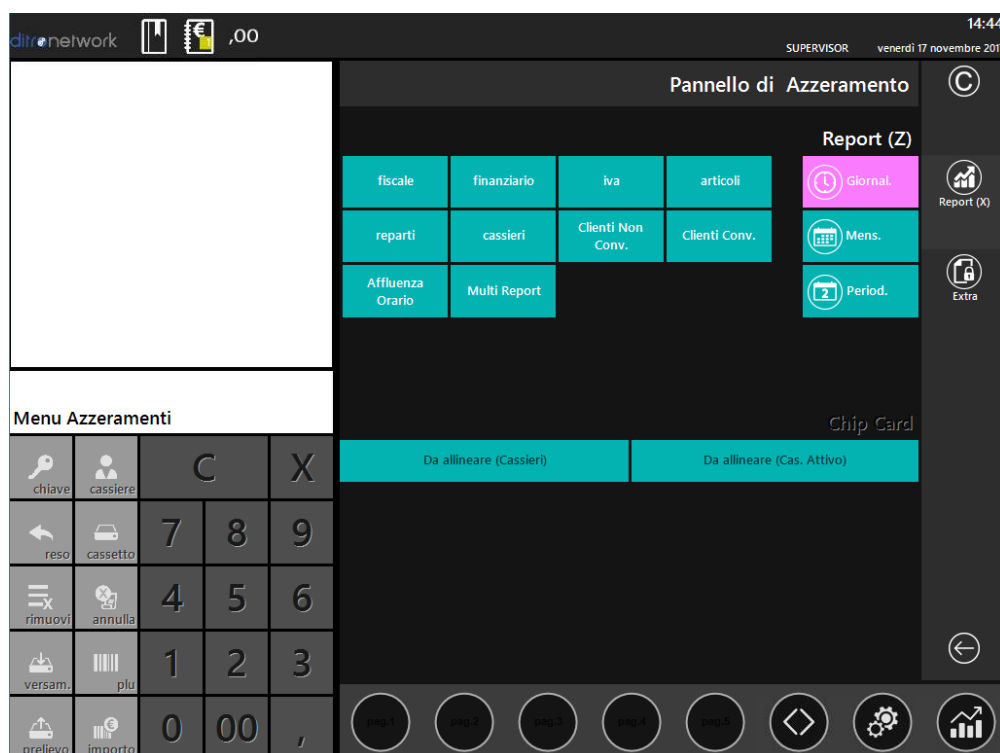 ditronetwork
,00
14:44
SUPERVISOR
venerdì 17 novembre 201
Pannello di Azzeramento
C
Report (Z)
fiscale
finanziario
iva
articoli
Giornal.
Report (X)
reparti
cassieri
Clienti Non
Conv.
Clienti Conv.
Mens.
Affluenza
Orario
Multi Report
2
Period.
Extra
Menu Azzeramenti
Chip Card
Da allineare (Cassieri)
Da allineare (Cas. Attivo)
chiave
cassiere
C
X
reso
cassetto
7
8
9
rimuovi
annulla
4
5
6
versam.
plu
1
2
3
prelievo
importo
0
00
,
pag.1
pag.2
pag.3
pag.4
pag.5